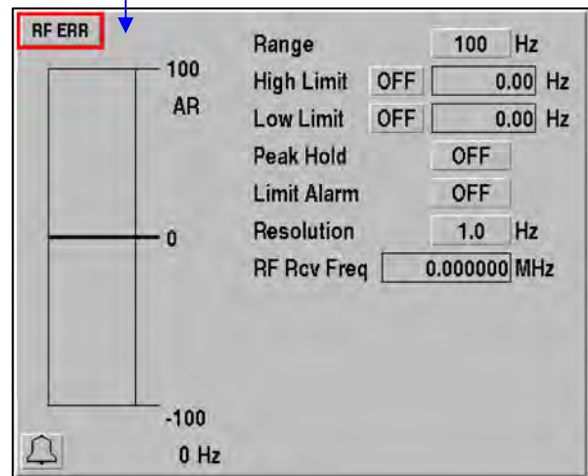 RF ERR
100
AR
0
-100
0 Hz
Range 100 Hz
High Limit OFF 0.00 Hz
Low Limit OFF 0.00 Hz
Peak Hold OFF
Limit Alarm OFF
Resolution 1.0 Hz
RF Rcv Freq 0.000000 MHz